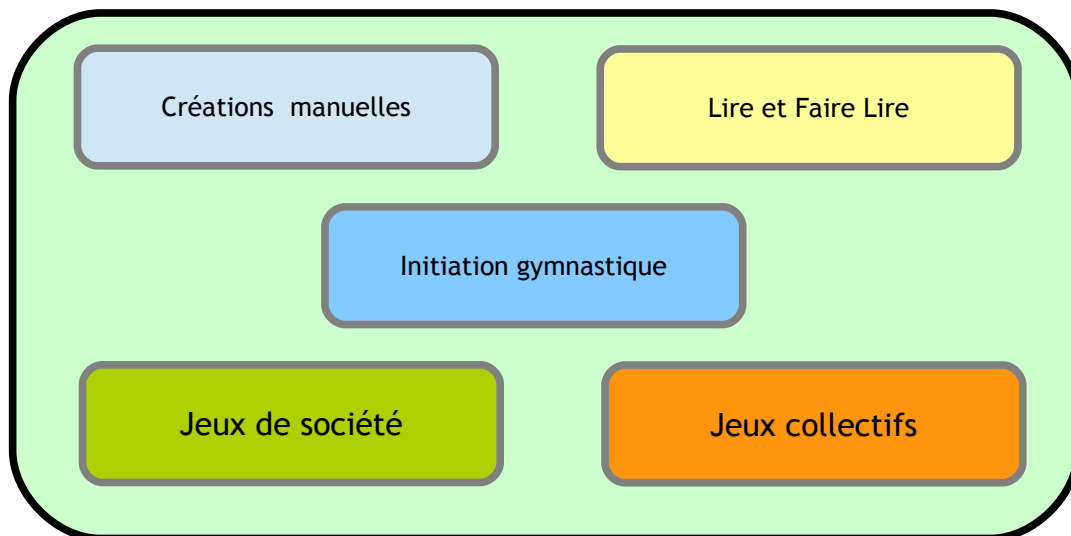 Créations manuelles
Lire et Faire Lire
Initiation gymnastique
Jeux de société
Jeux collectifs